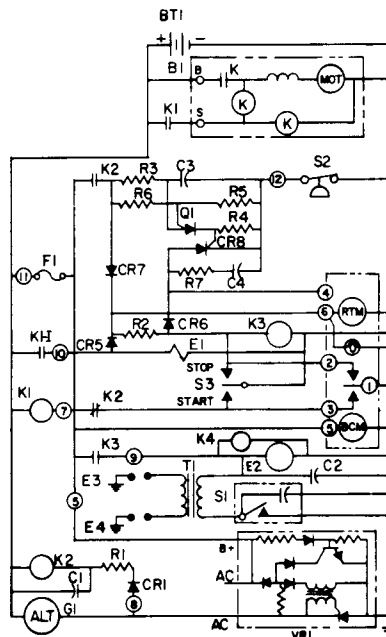 BT1
+ −
B1 B K MOT
K
K1 S K
K2 R3 C3 12 S2
R6 R5
Q1 R4
CR8
11 F1
CR7 R7 C4
4
CR6 6 RTM
R2 K3
10 CR5 E1
STOP 2
K1 7 K2 S3 1
START 3
5 BCM
K3 9 K4
E2 C2
E3 T1
S1
5
E4
K2 R1 B+
C1 CR1 AC
ALT G1 8 AC
VR1